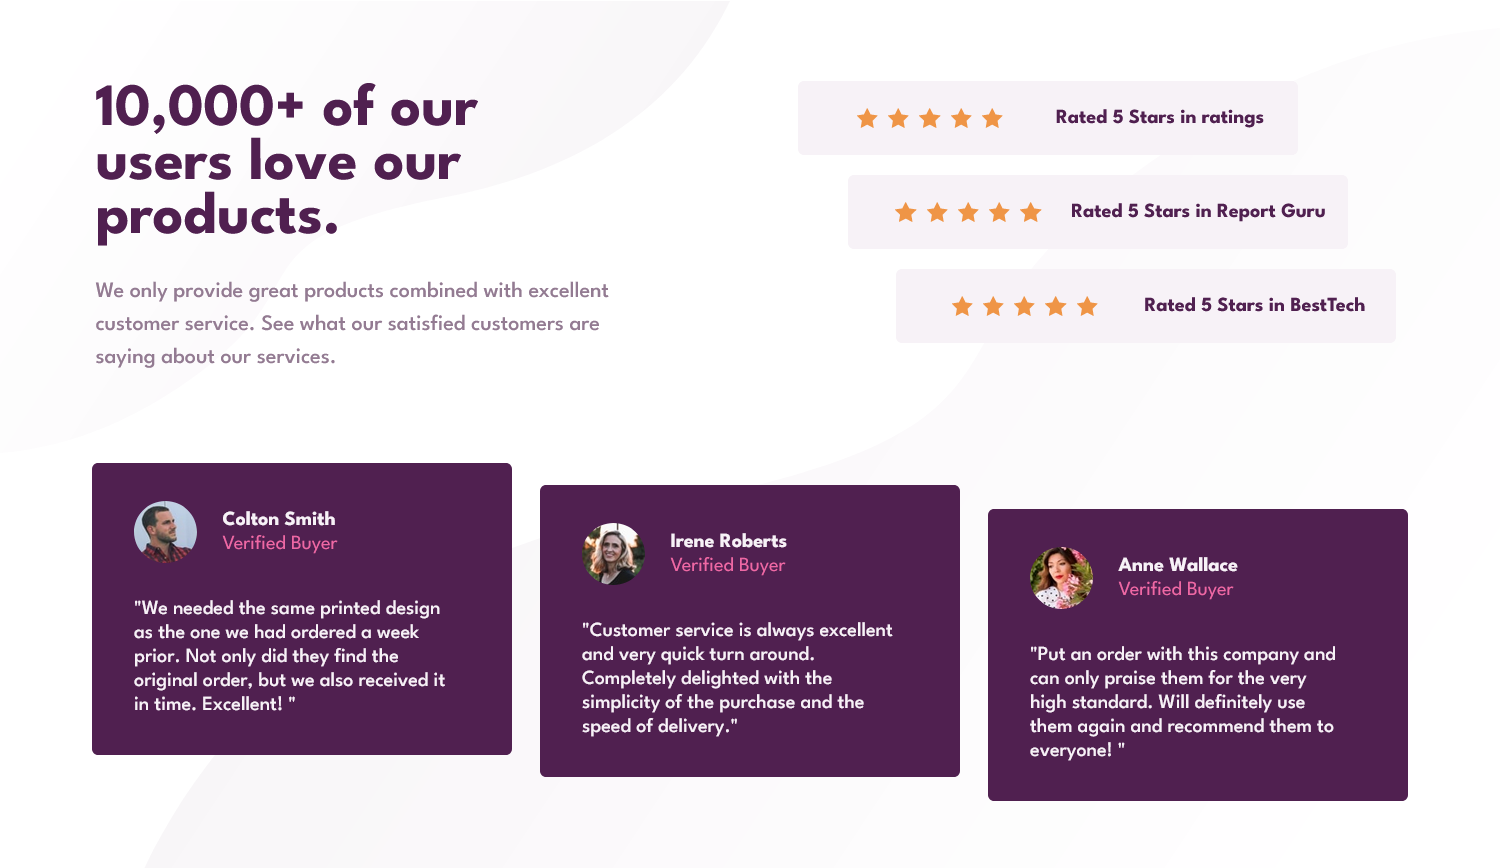 10,000+ of our
users love our
products.
We only provide great products combined with excellent
customer service. See what our satisfied customers are
saying about our services.
Rated 5 Stars in ratings
Rated 5 Stars in Report Guru
Rated 5 Stars in BestTech
Colton Smith
Verified Buyer
"We needed the same printed design
as the one we had ordered a week
prior. Not only did they find the
original order, but we also received it
in time. Excellent! "
Irene Roberts
Verified Buyer
"Customer service is always excellent
and very quick turn around.
Completely delighted with the
simplicity of the purchase and the
speed of delivery."
Anne Wallace
Verified Buyer
"Put an order with this company and
can only praise them for the very
high standard. Will definitely use
them again and recommend them to
everyone! "